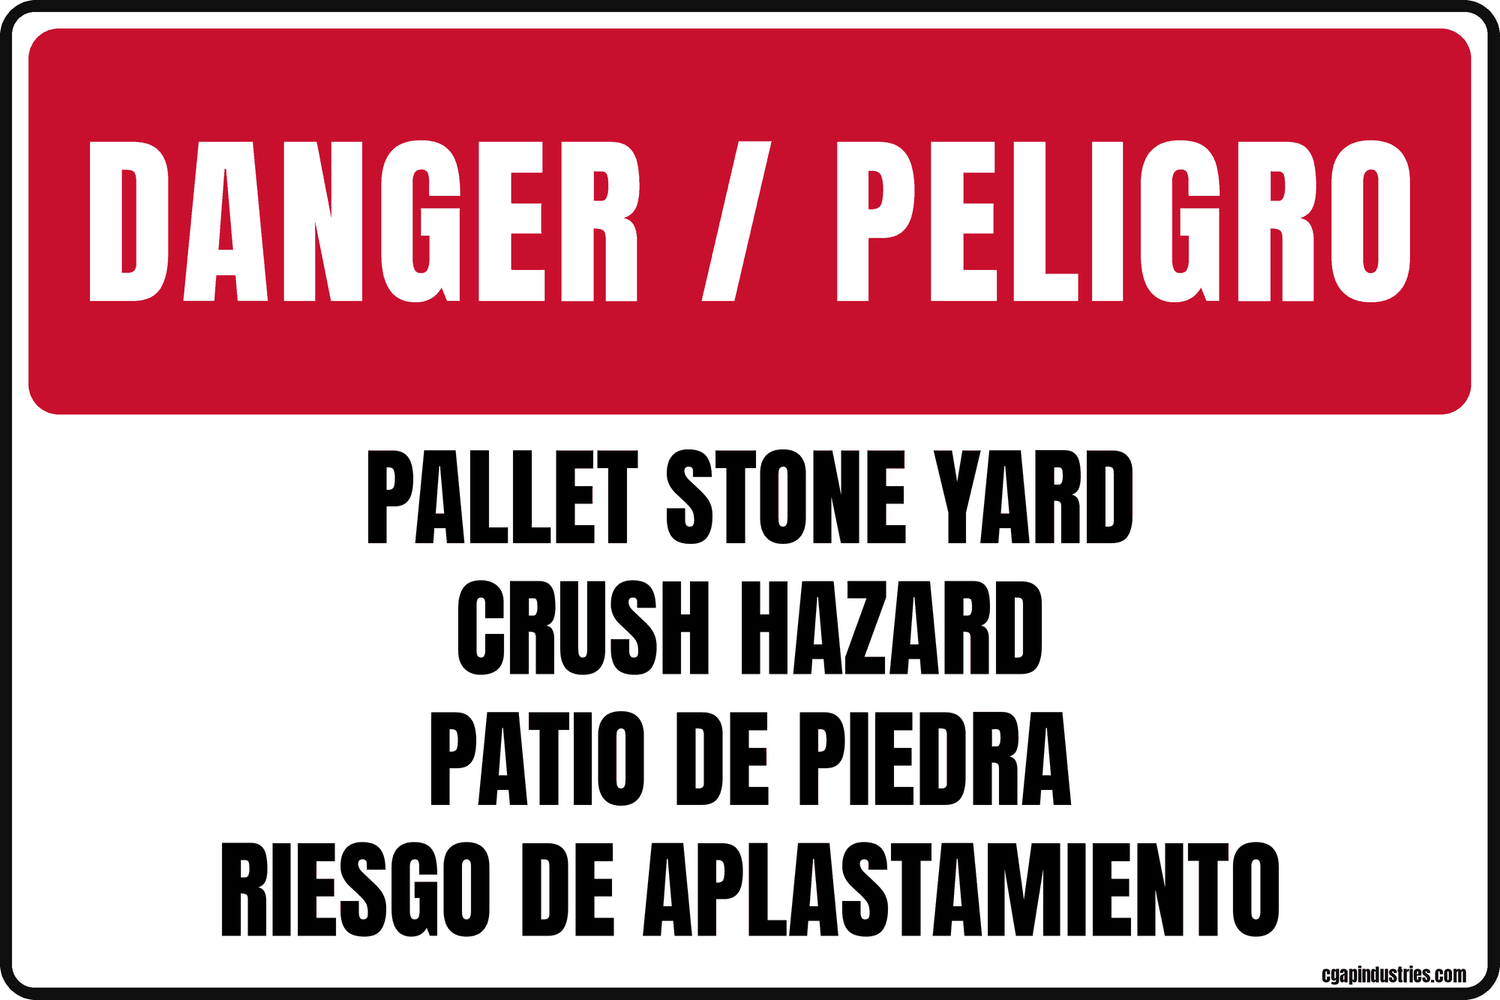 DANGER / PELIGRO
PALLET STONE YARD
CRUSH HAZARD
PATIO DE PIEDRA
RIESGO DE APLASTAMIENTO
cgapindustries.com